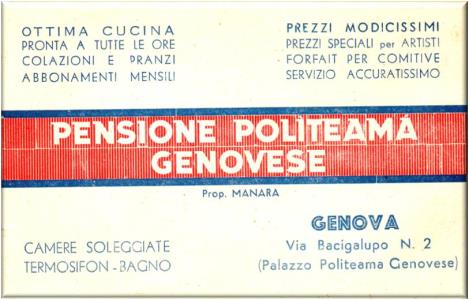 OTTIMA CUCINA
PRONTA A TUTTE LE ORE
COLAZIONI E PRANZI
ABBONAMENTI MENSILI
PREZZI MODICISSIMI
PREZZI SPECIALI per ARTISTI
FORFAIT PER COMITIVE
SERVIZIO ACCURATISSIMO
PENSIONE POLITEAMA
GENOVESE
Prop. MANARA
CAMERE SOLEGGIATE
TERMOSIFON - BAGNO
GENOVA
Via Bacigalupo N. 2
(Palazzo Politeama Genovese)